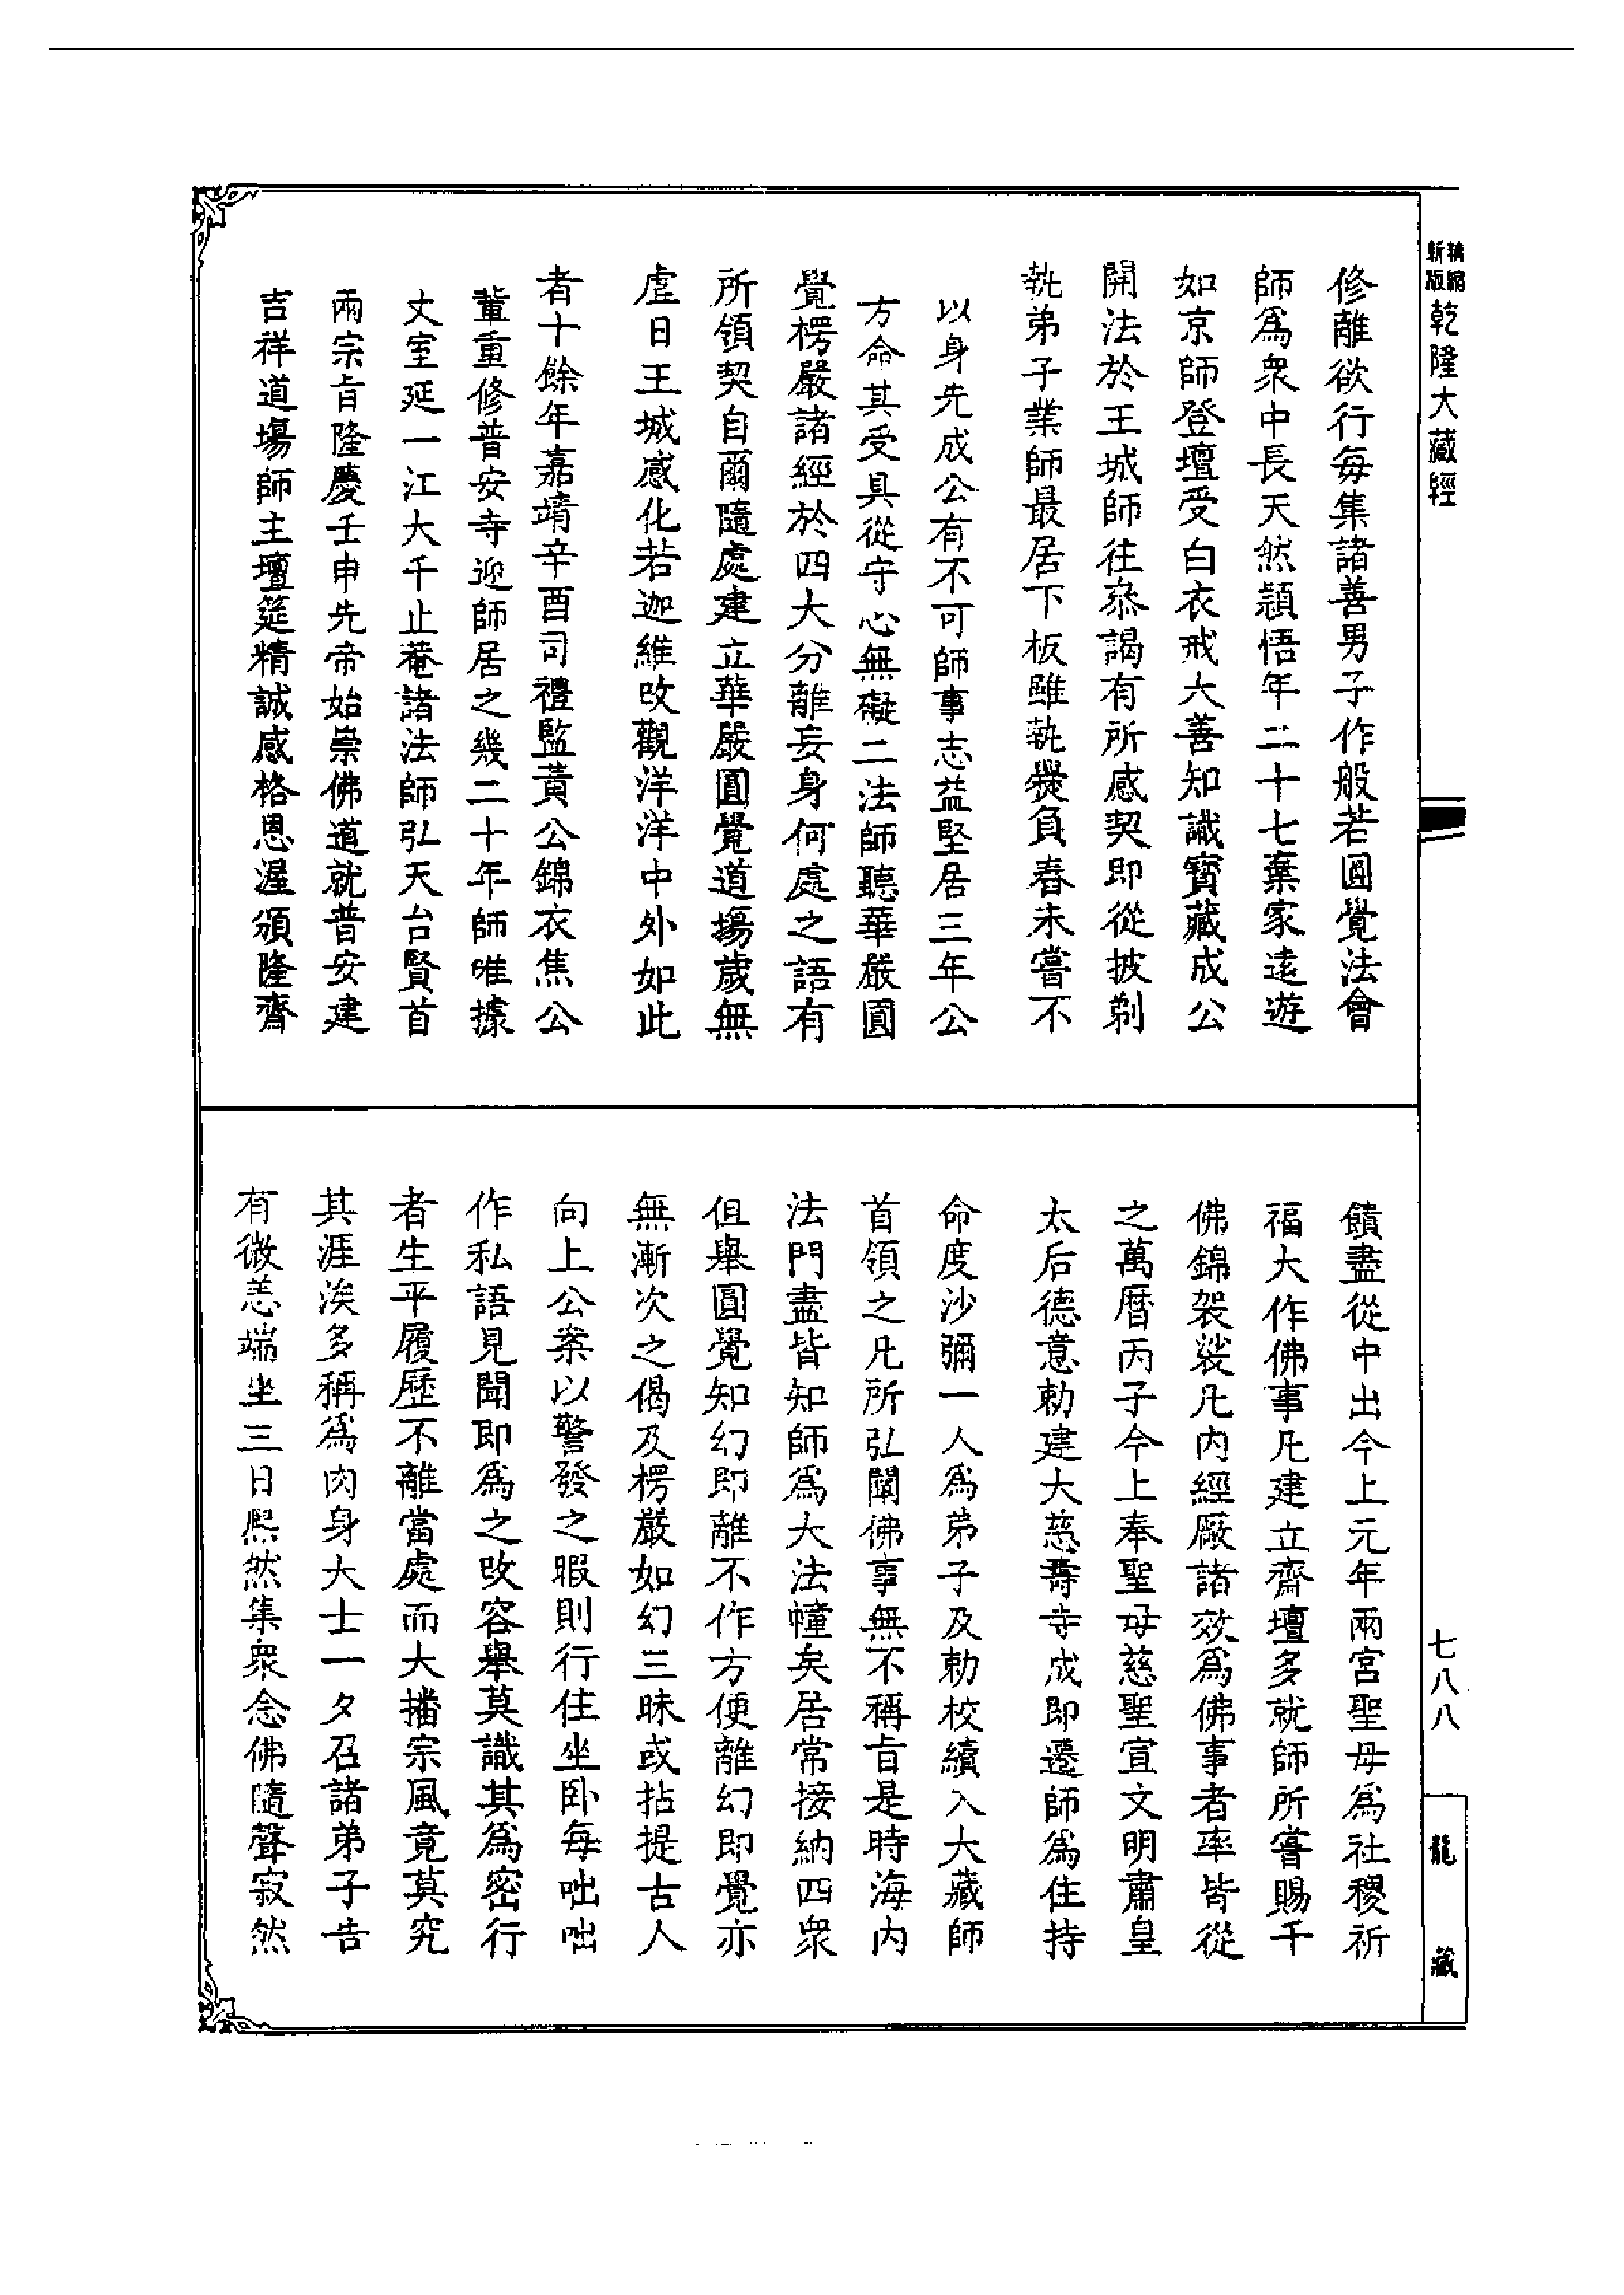 精縮新版乾隆大藏經
修離欲行每集諸善男子作般若圓覺法會
師爲衆中長天然頴悟年二十七棄家遠遊
如京師登壇受白衣戒大善知識寳藏成公
開法於王城師往叅謁有所感契即從披剃
執弟子業師最居下板雖執㸑負舂未嘗不
以身先成公有不可師事志益堅居三年公
方命其受具從守心無礙二法師聽華嚴圓
覺楞嚴諸經於四大分離妄身何處之語有
所領契自爾隨處建立華嚴圓覺道塲歲無
虛日王城感化若迦維改觀洋洋中外如此
者十餘年嘉靖辛酉司禮監黃公錦衣焦公
輩重修普安寺迎師居之幾二十年師唯據
丈室延一江大千止菴諸法師弘天台賢首
兩宗旨隆慶壬申先帝始崇佛道就普安建
吉祥道塲師主壇筵精誠感格恩渥頒隆齋
饋盡從中出今上元年兩宮聖母爲社稷祈
福大作佛事凡建立齋壇多就師所嘗賜千
佛錦袈裟凡內經厰諸效爲佛事者率皆從
之萬曆丙子今上奉聖母慈聖宣文明肅皇
太后德意勅建大慈壽寺成即遷師爲住持
命度沙彌一人爲弟子及勅校續入大藏師
首領之凡所弘闡佛事無不稱旨是時海內
法門盡皆知師爲大法幢矣居常接納四衆
但舉圓覺知幻即離不作方便離幻即覺亦
無漸次之偈及楞嚴如幻三昧或拈提古人
向上公案以警發之暇則行住坐卧每咄咄
作私語見聞即爲之改容舉莫識其爲密行
者生平履歷不離當處而大播宗風竟莫究
其涯涘多稱爲肉身大士一夕召諸弟子告
有微恙端坐三日熈然集衆念佛隨聲寂然
七八八
龍藏